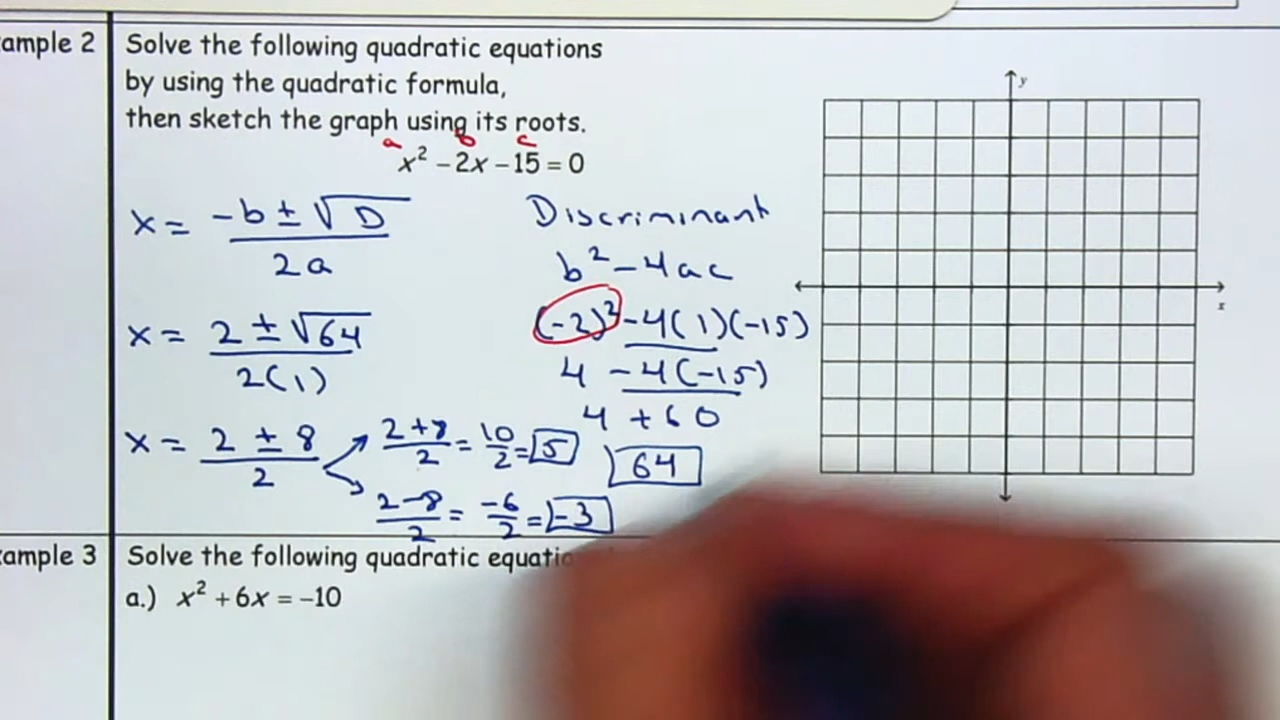 ample 2
Solve the following quadratic equations
by using the quadratic formula,
then sketch the graph using its roots.
a b c
x² − 2x − 15 = 0
x = -b ± √D / 2a
Discriminant
b² - 4ac
x = 2 ± √64 / 2(1)
(-2)² - 4(1)(-15)
4 - 4(-15)
4 + 60
64
x = 2 ± 8 / 2
2+8 / 2 = 10/2 = 5
2-8 / 2 = -6/2 = -3
y
x
ample 3
Solve the following quadratic equatio
a.) x² + 6x = −10